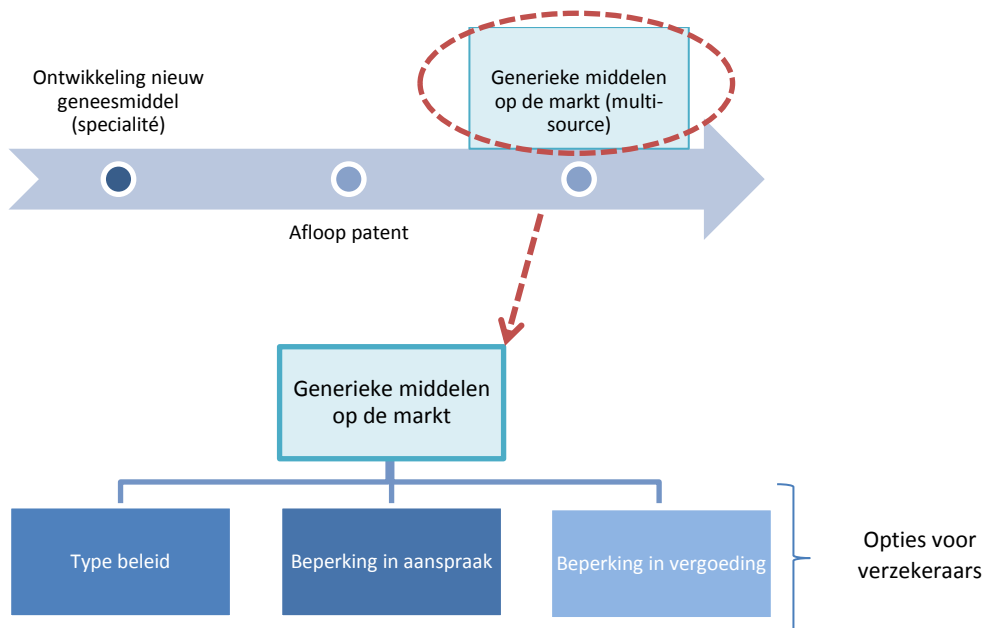 Ontwikkeling nieuw
geneesmiddel
(specialité)
Generieke middelen
op de markt (multi-
source)
Afloop patent
Generieke middelen
op de markt
Type beleid
Beperking in aanspraak
Beperking in vergoeding
Opties voor
verzekeraars